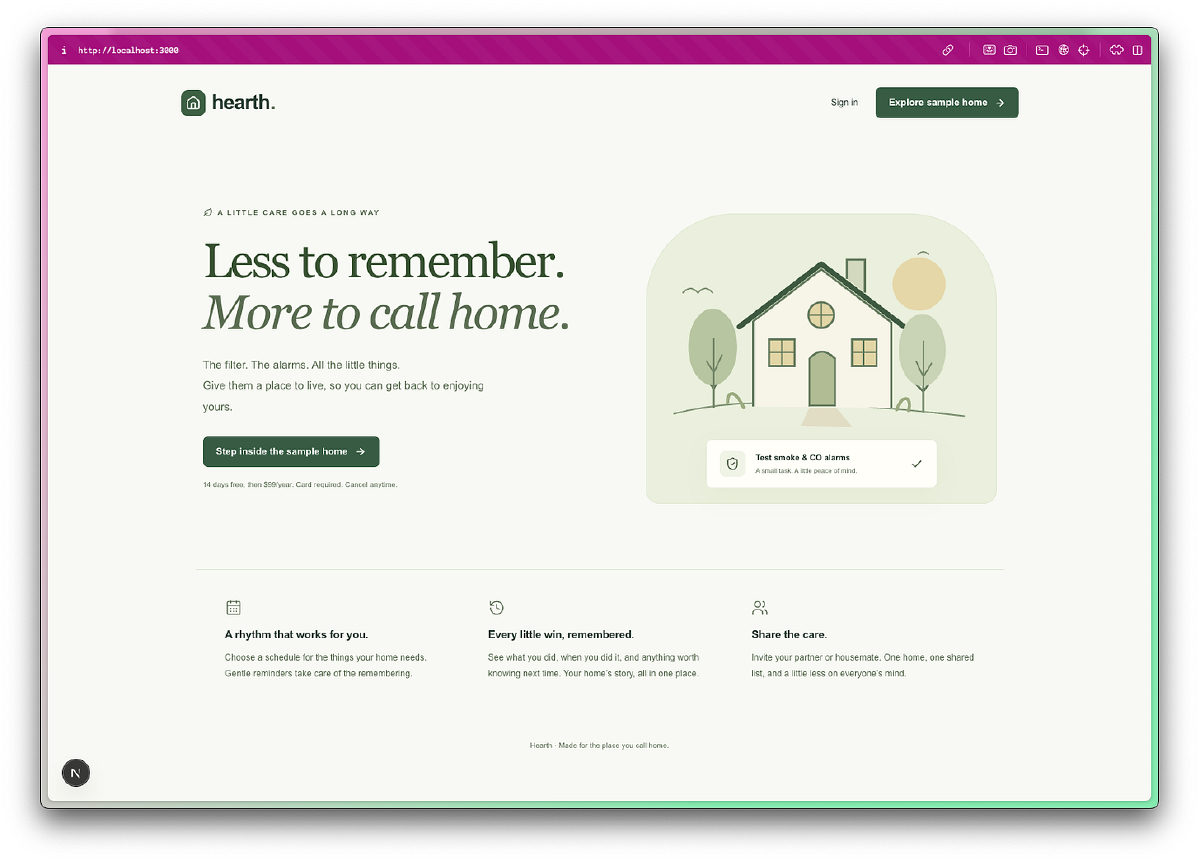 http://localhost:3000
hearth.
Sign in
Explore sample home
A LITTLE CARE GOES A LONG WAY
Less to remember.
More to call home.
The filter. The alarms. All the little things.
Give them a place to live, so you can get back to enjoying
yours.
Step inside the sample home
14 days free, then $99/year. Card required. Cancel anytime.
Test smoke & CO alarms
A small task. A little peace of mind.
A rhythm that works for you.
Choose a schedule for the things your home needs.
Gentle reminders take care of the remembering.
Every little win, remembered.
See what you did, when you did it, and anything worth
knowing next time. Your home's story, all in one place.
Share the care.
Invite your partner or housemate. One home, one shared
list, and a little less on everyone's mind.
Hearth · Made for the place you call home.
N